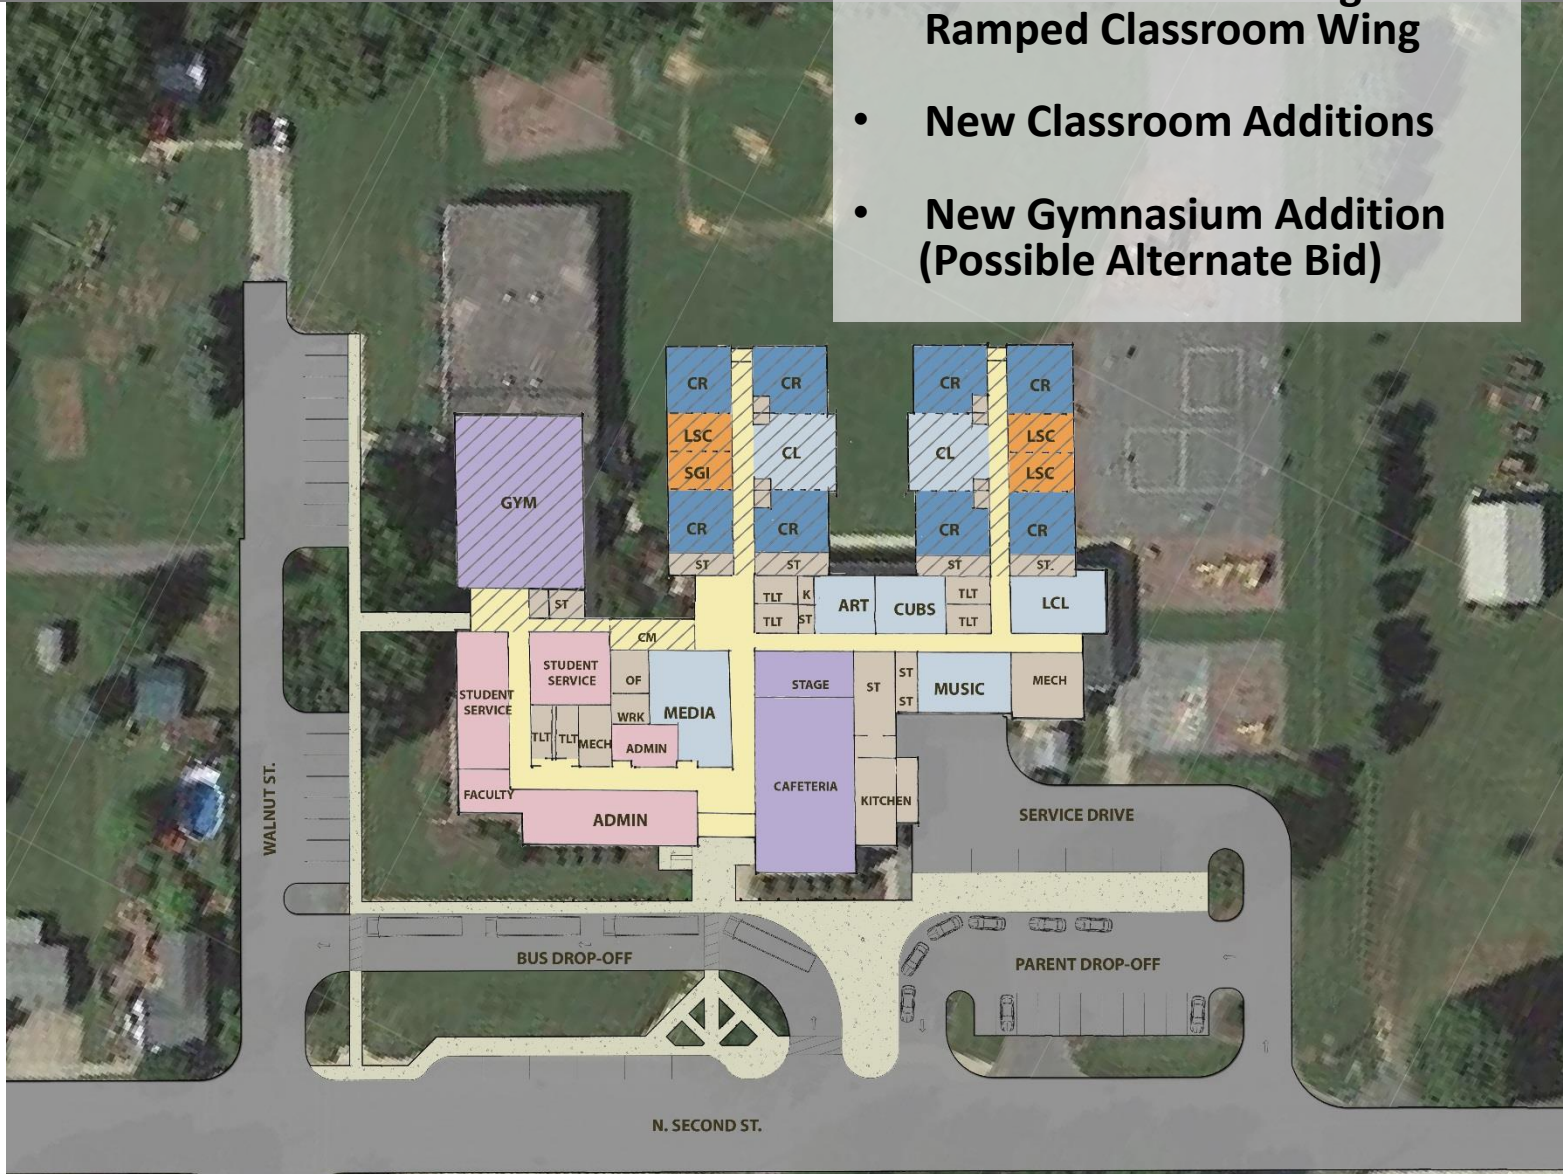 Ramped Classroom Wing
• New Classroom Additions
• New Gymnasium Addition
(Possible Alternate Bid)
CR CR CR CR
LSC CL CL LSC
SGI LSC
GYM
CR CR CR CR
ST ST ST ST.
ST
TLT K ART CUBS TLT LCL
TLT ST TLT
CM
STUDENT
SERVICE
STUDENT
SERVICE
OF
WRK
MEDIA
TLT TLT MECH
ADMIN
FACULTY
ADMIN
STAGE
ST
ST
ST
MUSIC
MECH
CAFETERIA
KITCHEN
SERVICE DRIVE
WALNUT ST.
BUS DROP-OFF
PARENT DROP-OFF
N. SECOND ST.